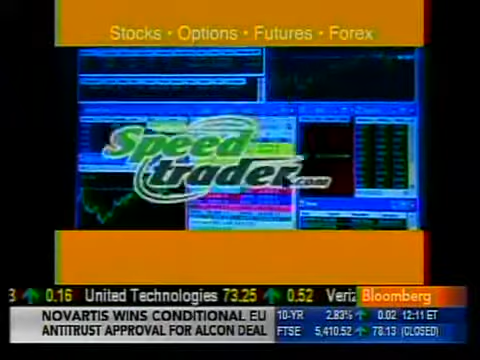 Stocks • Options • Futures • Forex
Speed
trader.com
3 0.16 United Technologies 73.25 0.52 Veriz
Bloomberg
NOVARTIS WINS CONDITIONAL EU
ANTITRUST APPROVAL FOR ALCON DEAL
10-YR 2.83% 0.02 12:11 ET
FTSE 5,410.52 78.13 (CLOSED)